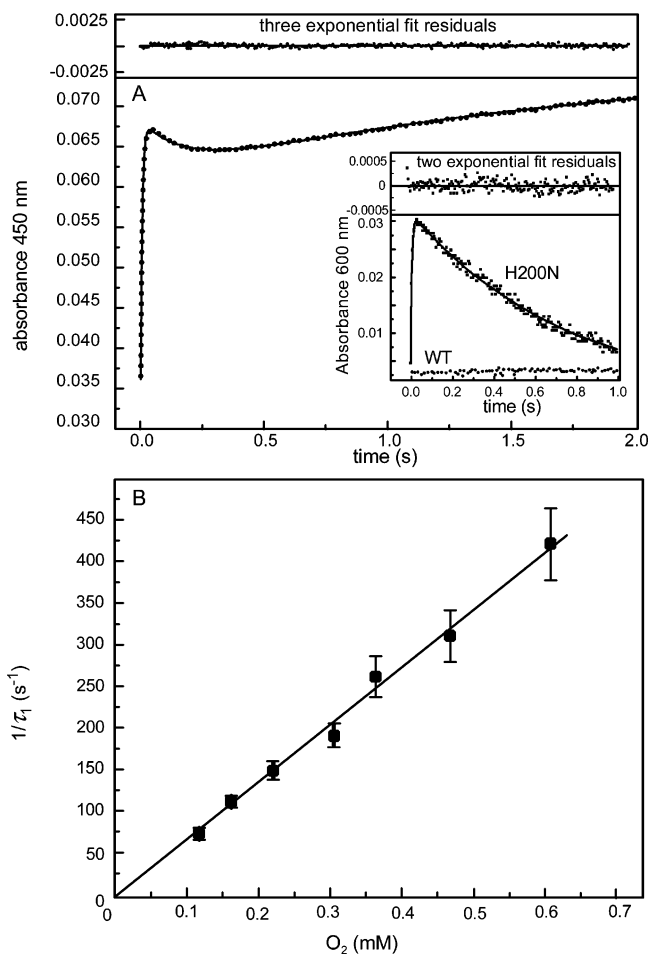 0.0025
three exponential fit residuals
-0.0025
A
0.070
0.065
0.060
0.055
0.050
0.045
0.040
0.035
0.030
absorbance 450 nm
0.0
0.5
1.0
1.5
2.0
time (s)
0.0005
two exponential fit residuals
0
-0.0005
0.03
0.02
0.01
Absorbance 600 nm
H200N
WT
0.0 0.2 0.4 0.6 0.8 1.0
time (s)
B
450
400
350
300
250
200
150
100
50
0
1/τ1 (s-1)
0 0.1 0.2 0.3 0.4 0.5 0.6 0.7
O2 (mM)